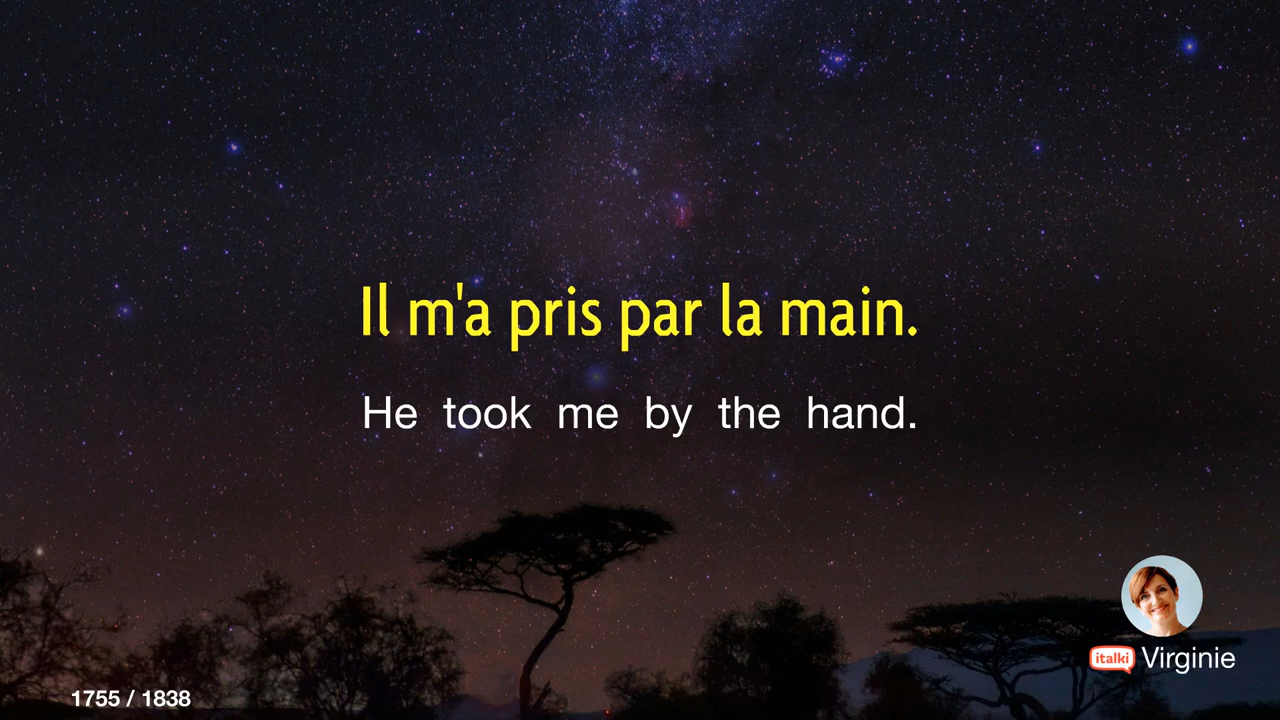 Il m'a pris par la main.
He took me by the hand.
italki Virginie
1755 / 1838